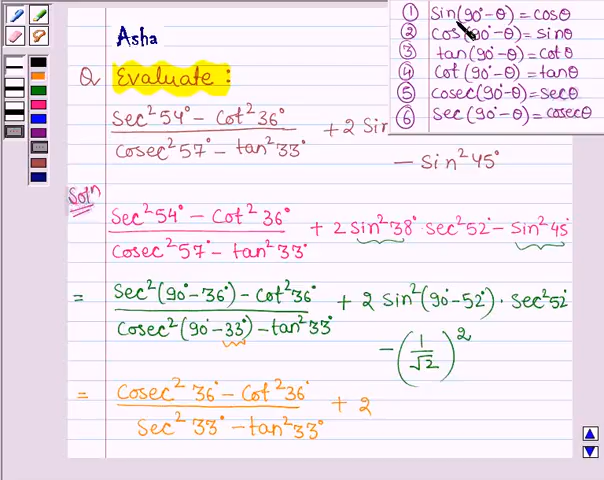 Asha
① sin(90°-θ) = cosθ
② cos(90°-θ) = sinθ
③ tan(90°-θ) = cotθ
④ cot(90°-θ) = tanθ
⑤ cosec(90°-θ) = secθ
⑥ sec(90°-θ) = cosecθ
Q Evaluate :
(Sec²54° - Cot²36°)/(Cosec²57° - tan²33°) + 2 Sin
- Sin²45°
Solⁿ
(Sec²54° - Cot²36°)/(Cosec²57° - tan²33°) + 2 Sin²38° · Sec²52° - Sin²45°
= (Sec²(90°-36°) - Cot²36°)/(Cosec²(90°-33°) - tan²33°) + 2 Sin²(90°-52°) · Sec²52°
- (1/√2)²
= (Cosec²36° - Cot²36°)/(Sec²33° - tan²33°) + 2